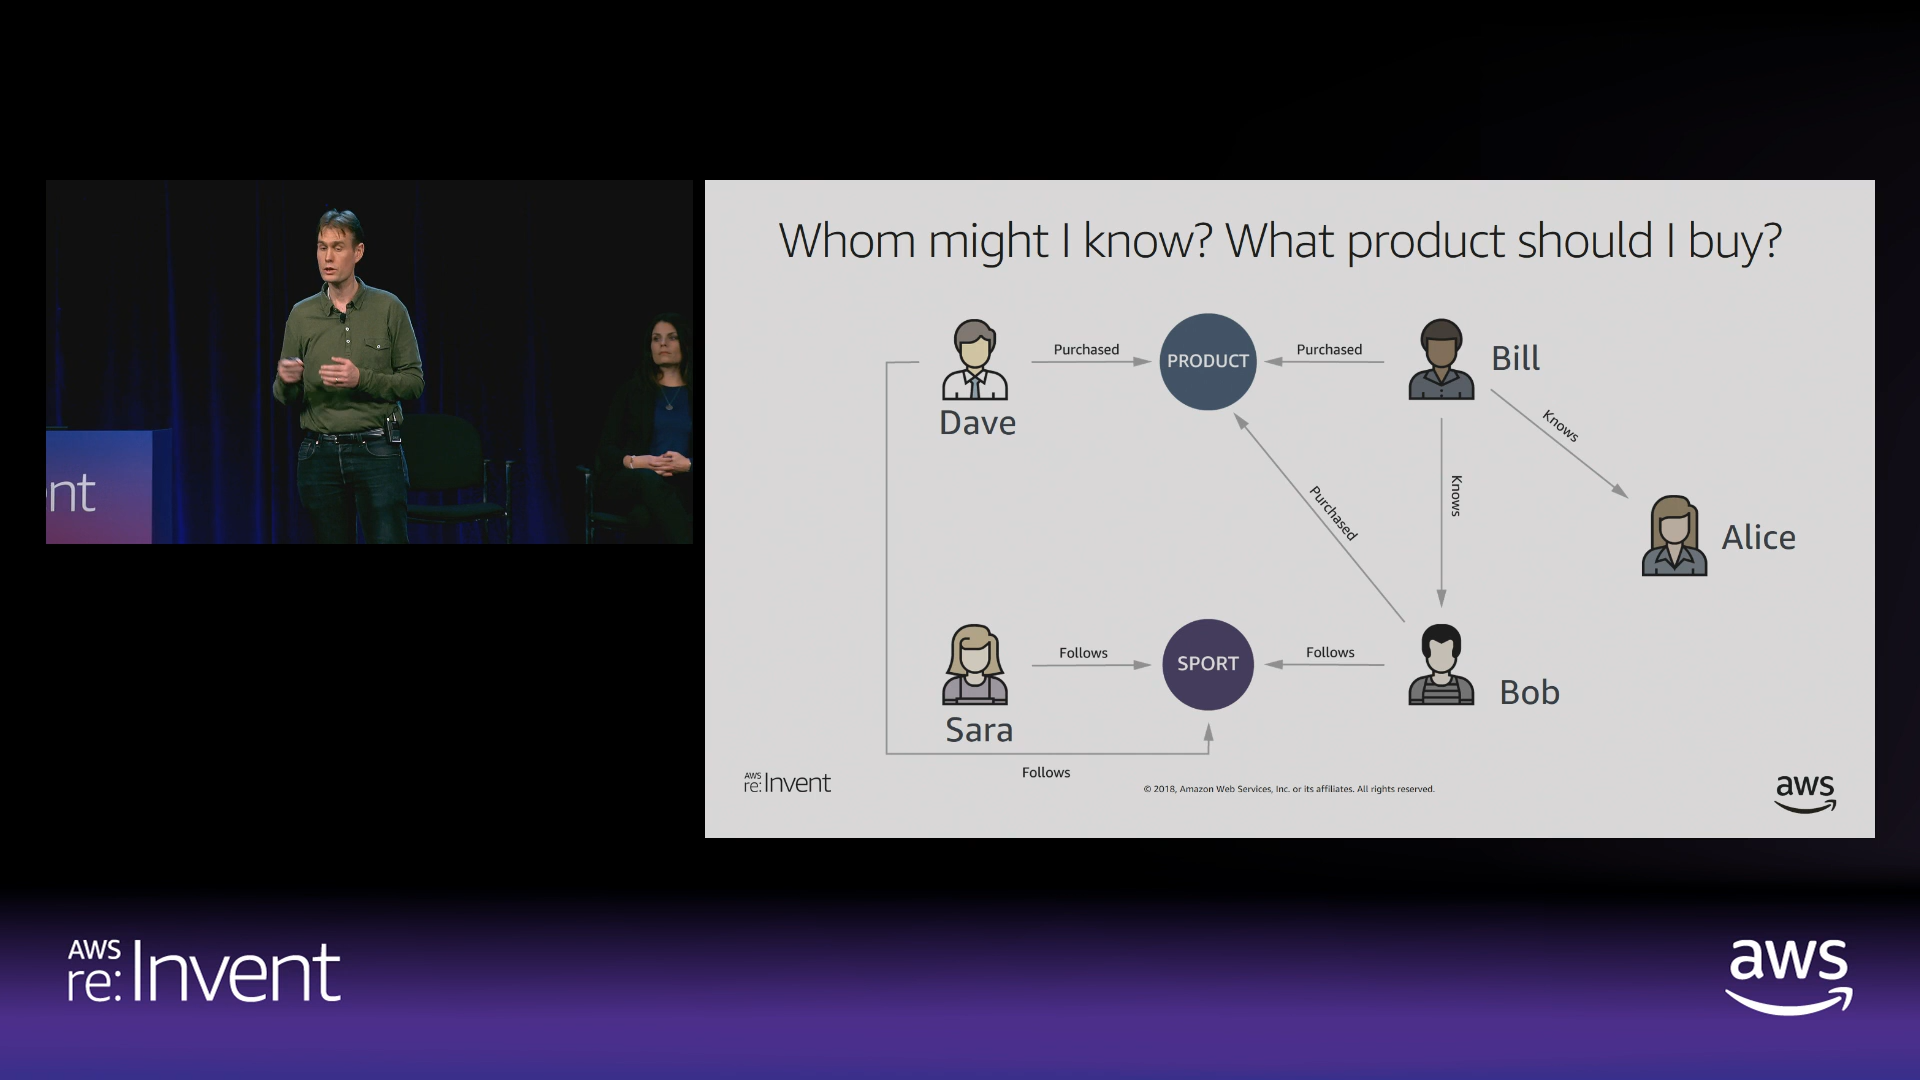 nt
Whom might I know? What product should I buy?
Purchased
PRODUCT
Purchased
Bill
Dave
Knows
Knows
Purchased
Alice
Follows
SPORT
Follows
Bob
Sara
Follows
AWS
re:Invent
© 2018, Amazon Web Services, Inc. or its affiliates. All rights reserved.
aws
AWS
re:Invent
aws